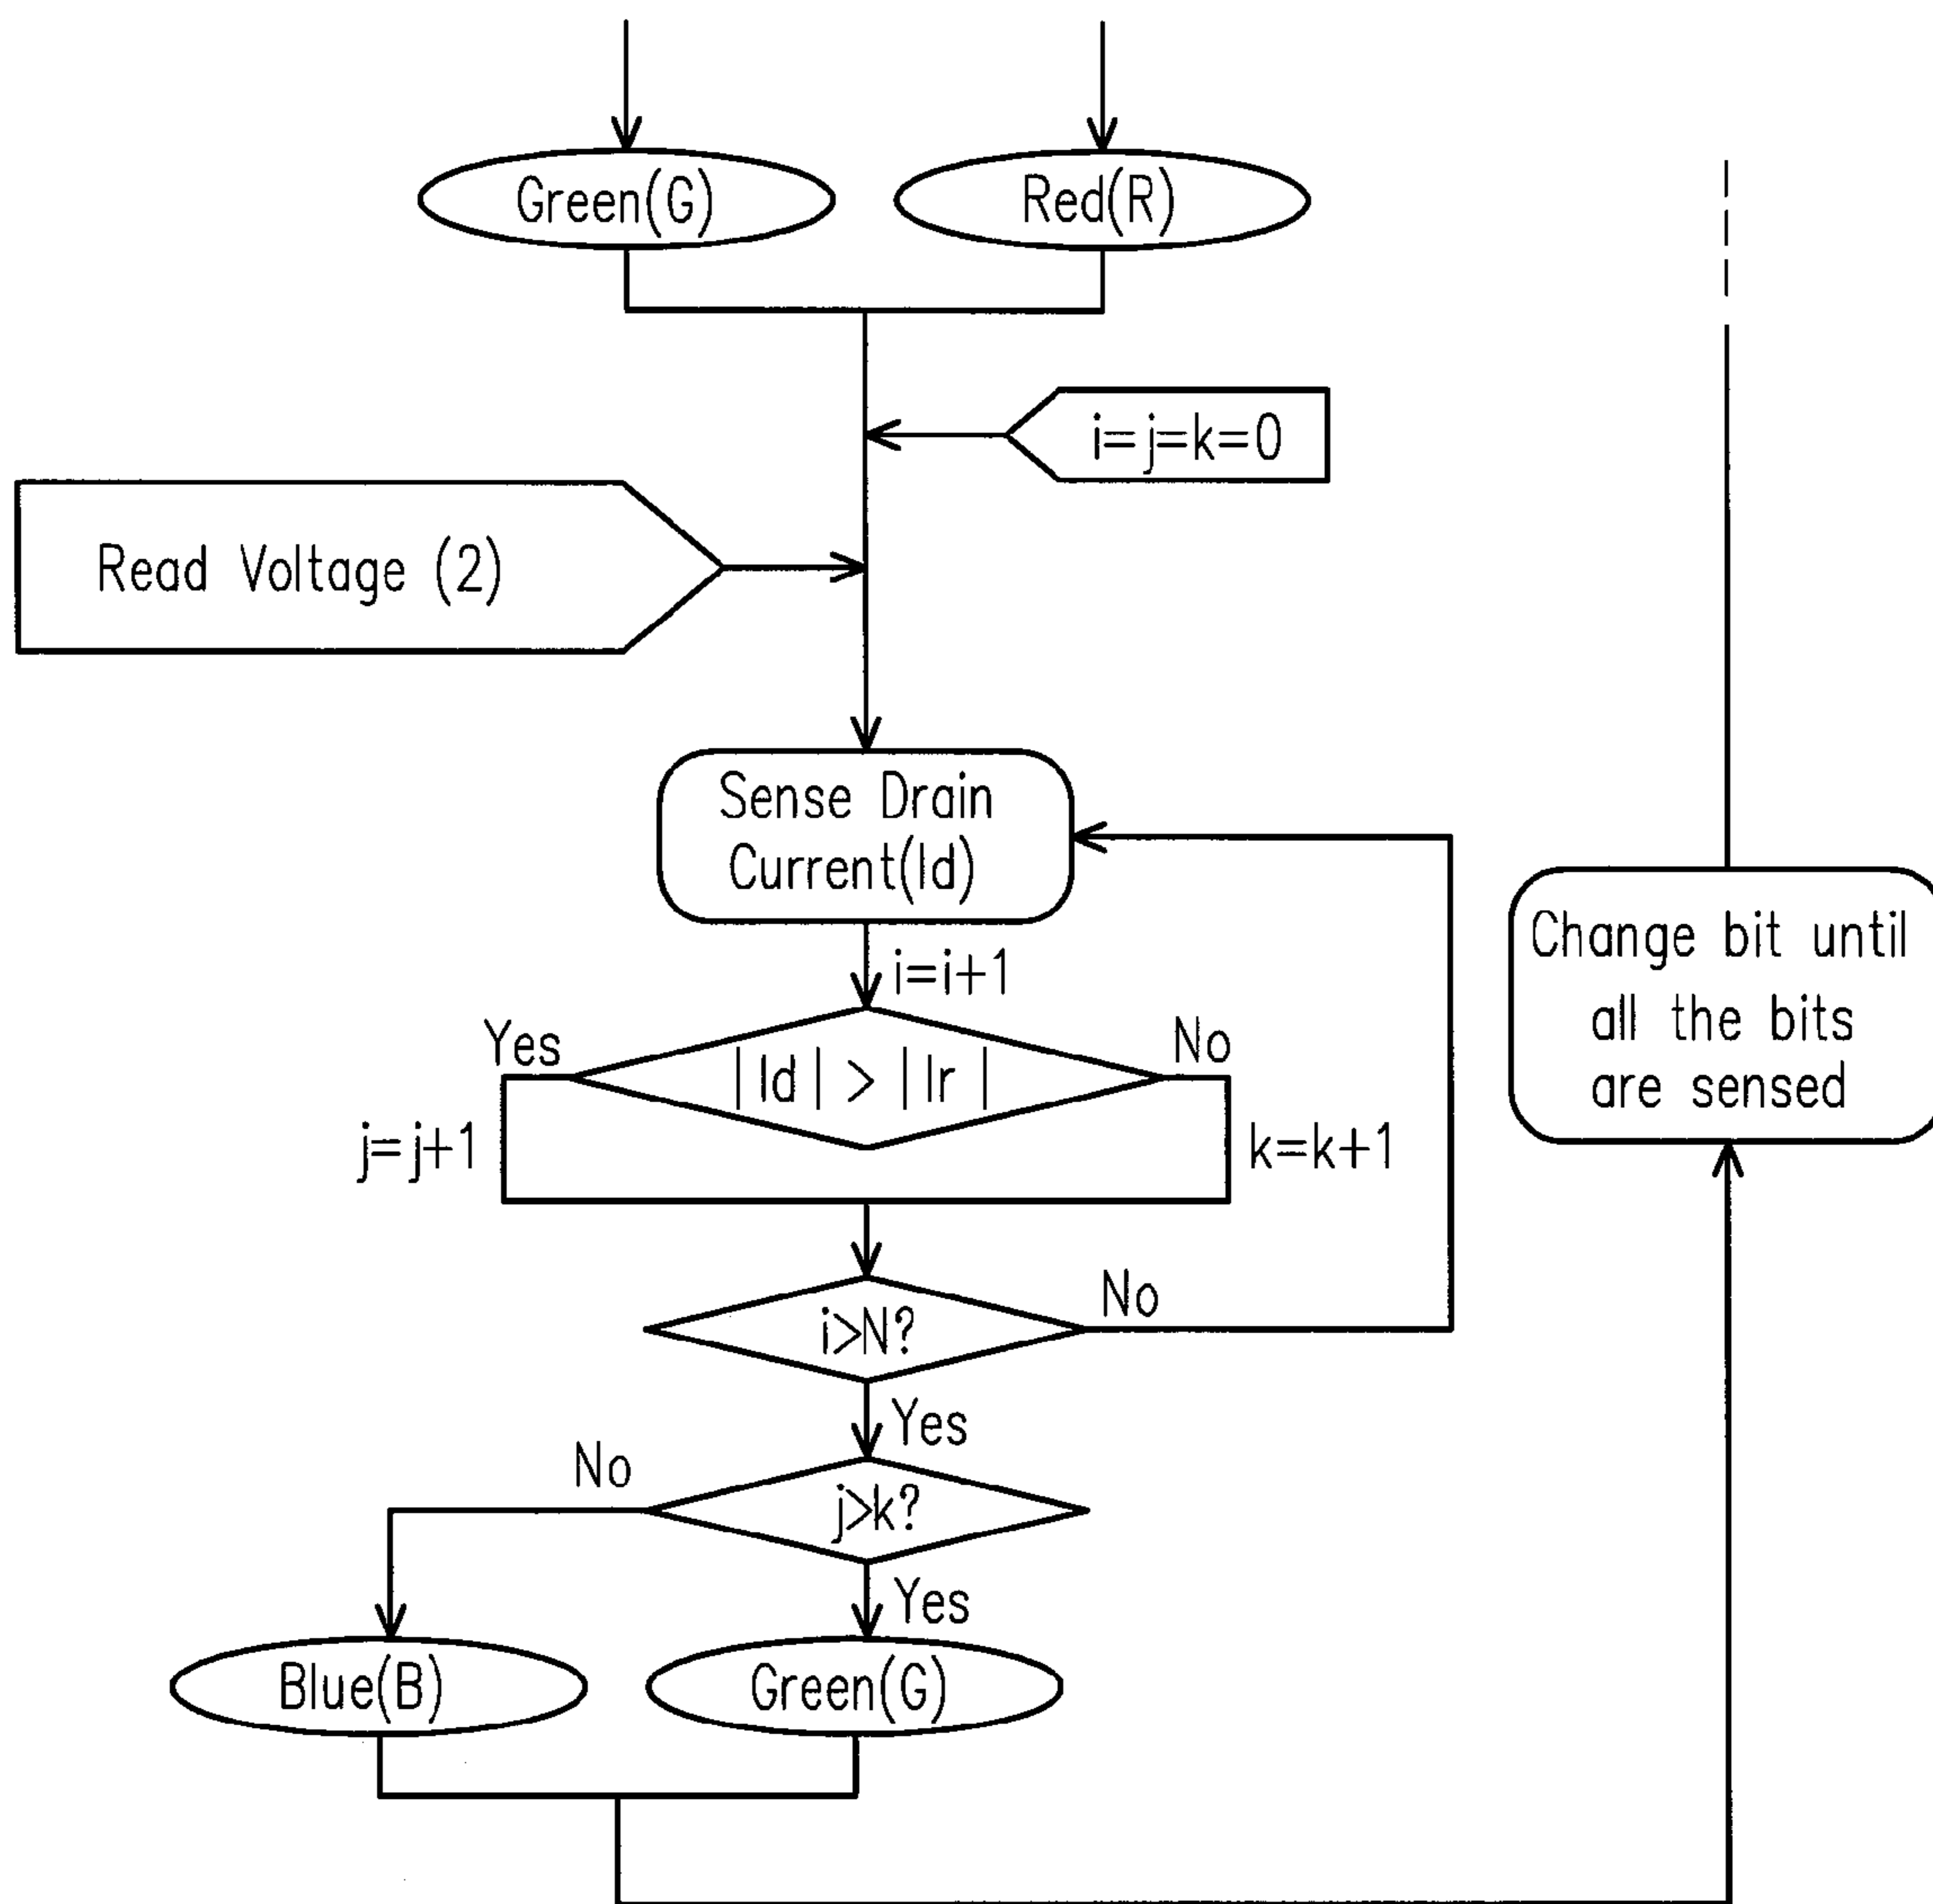 Green(G)
Red(R)
i=j=k=0
Read Voltage (2)
Sense Drain
Current(Id)
i=i+1
Yes
|Id| > |Ir|
No
j=j+1
k=k+1
Change bit until
all the bits
are sensed
i>N?
No
Yes
No
j>k?
Yes
Blue(B)
Green(G)